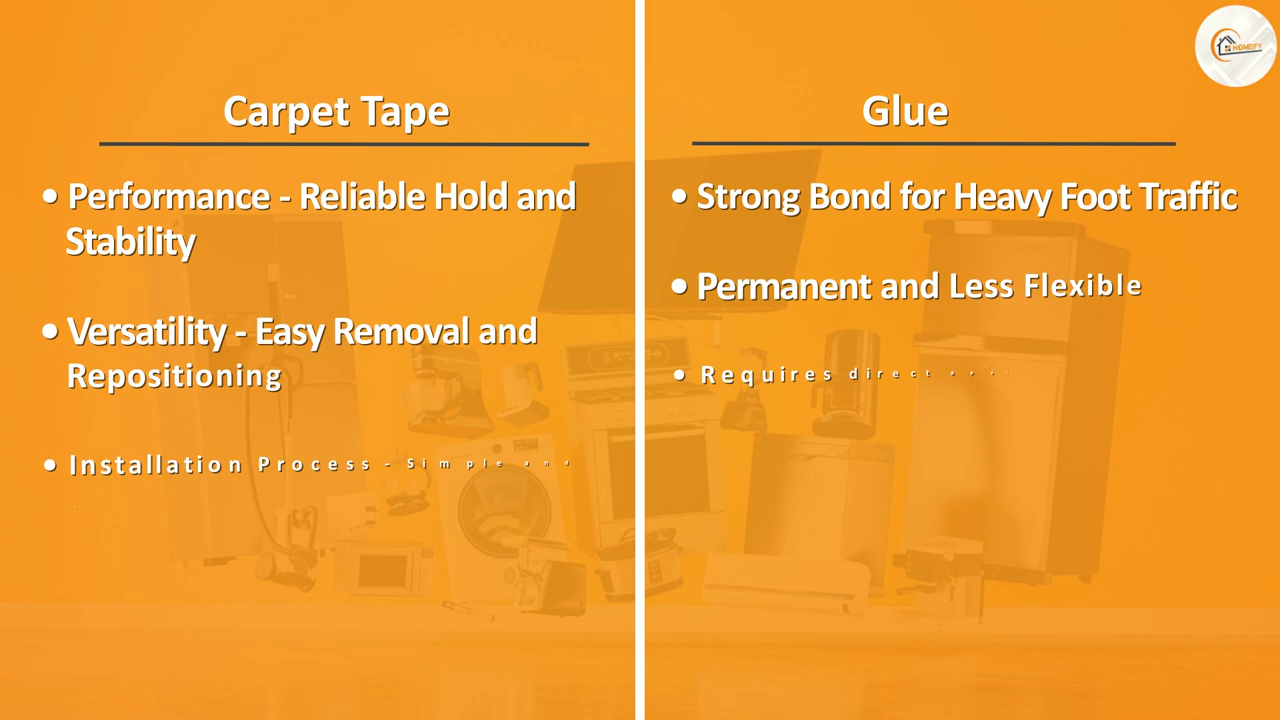 HOMEIFY
Carpet Tape
• Performance - Reliable Hold and
Stability
• Versatility - Easy Removal and
Repositioning
• Installation Process - Simple and
Glue
• Strong Bond for Heavy Foot Traffic
• Permanent and Less Flexible
• Requires direct